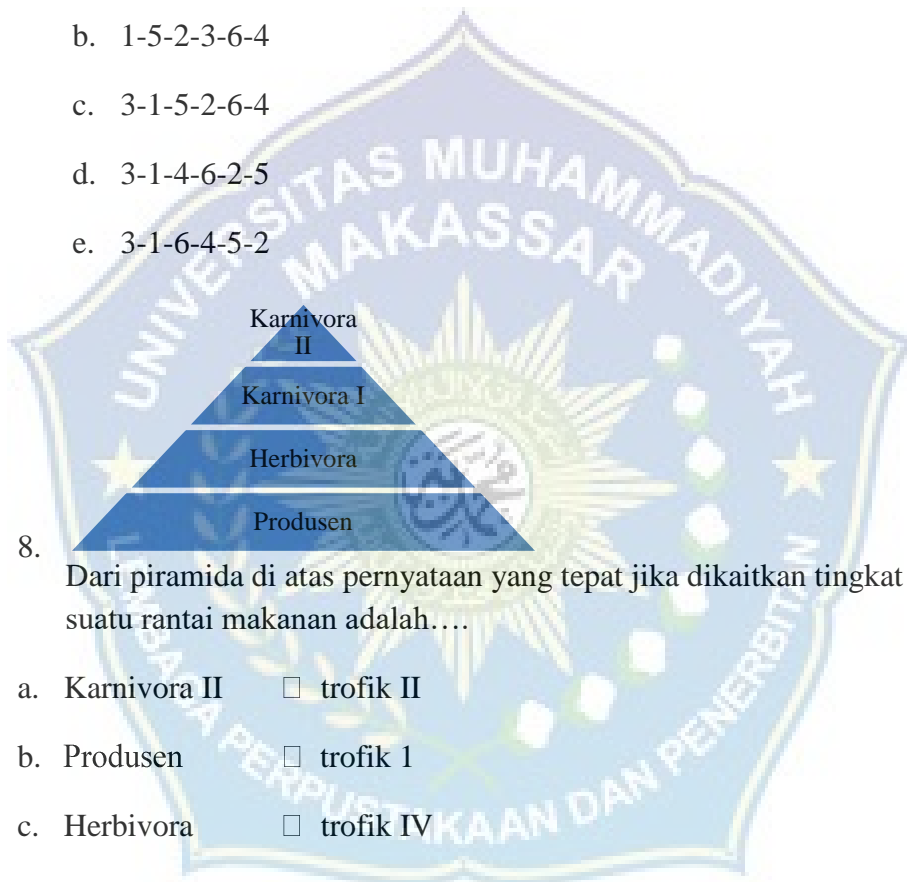 b. 1-5-2-3-6-4
c. 3-1-5-2-6-4
d. 3-1-4-6-2-5
e. 3-1-6-4-5-2
UNIVERSITAS MUHAMMADIYAH
MAKASSAR
LEMBAGA PERPUSTAKAAN DAN PENERBITAN
Karnivora
II
Karnivora I
Herbivora
Produsen
8.
Dari piramida di atas pernyataan yang tepat jika dikaitkan tingkat
suatu rantai makanan adalah….
a. Karnivora II □ trofik II
b. Produsen □ trofik 1
c. Herbivora □ trofik IV